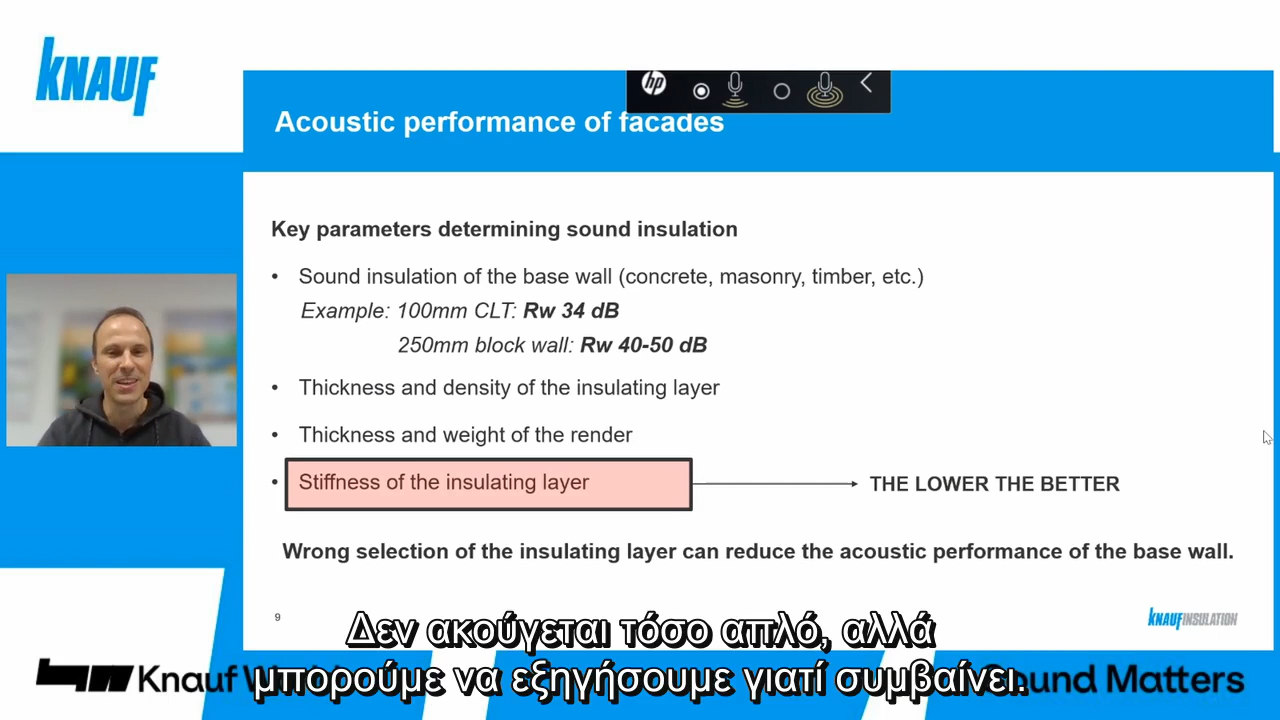 KNAUF
hp
Acoustic performance of facades
Key parameters determining sound insulation
• Sound insulation of the base wall (concrete, masonry, timber, etc.)
Example: 100mm CLT: Rw 34 dB
250mm block wall: Rw 40-50 dB
• Thickness and density of the insulating layer
• Thickness and weight of the render
• Stiffness of the insulating layer
THE LOWER THE BETTER
Wrong selection of the insulating layer can reduce the acoustic performance of the base wall.
9
KNAUFINSULATION
Δεν ακούγεται τόσο απλό, αλλά
μπορούμε να εξηγήσουμε γιατί συμβαίνει.
Knauf
Matters